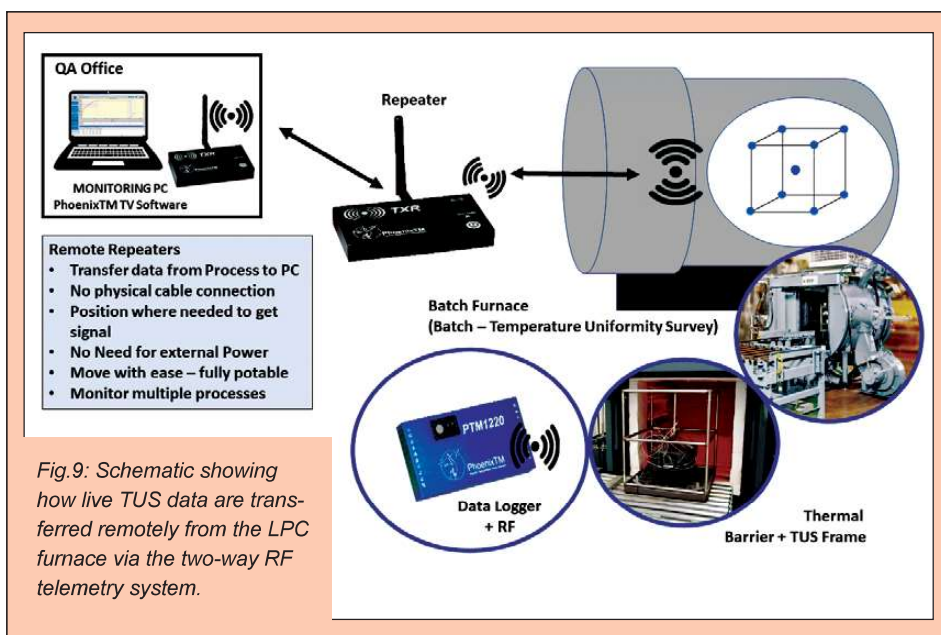 QA Office
MONITORING PC
PhoenixTM TV Software
TXR
Repeater
TXR
PhoenixTM
Remote Repeaters
• Transfer data from Process to PC
• No physical cable connection
• Position where needed to get
signal
• No Need for external Power
• Move with ease – fully potable
• Monitor multiple processes
Batch Furnace
(Batch – Temperature Uniformity Survey)
PTM1220
PhoenixTM
Data Logger
+ RF
Thermal
Barrier + TUS Frame
Fig.9: Schematic showing
how live TUS data are trans-
ferred remotely from the LPC
furnace via the two-way RF
telemetry system.